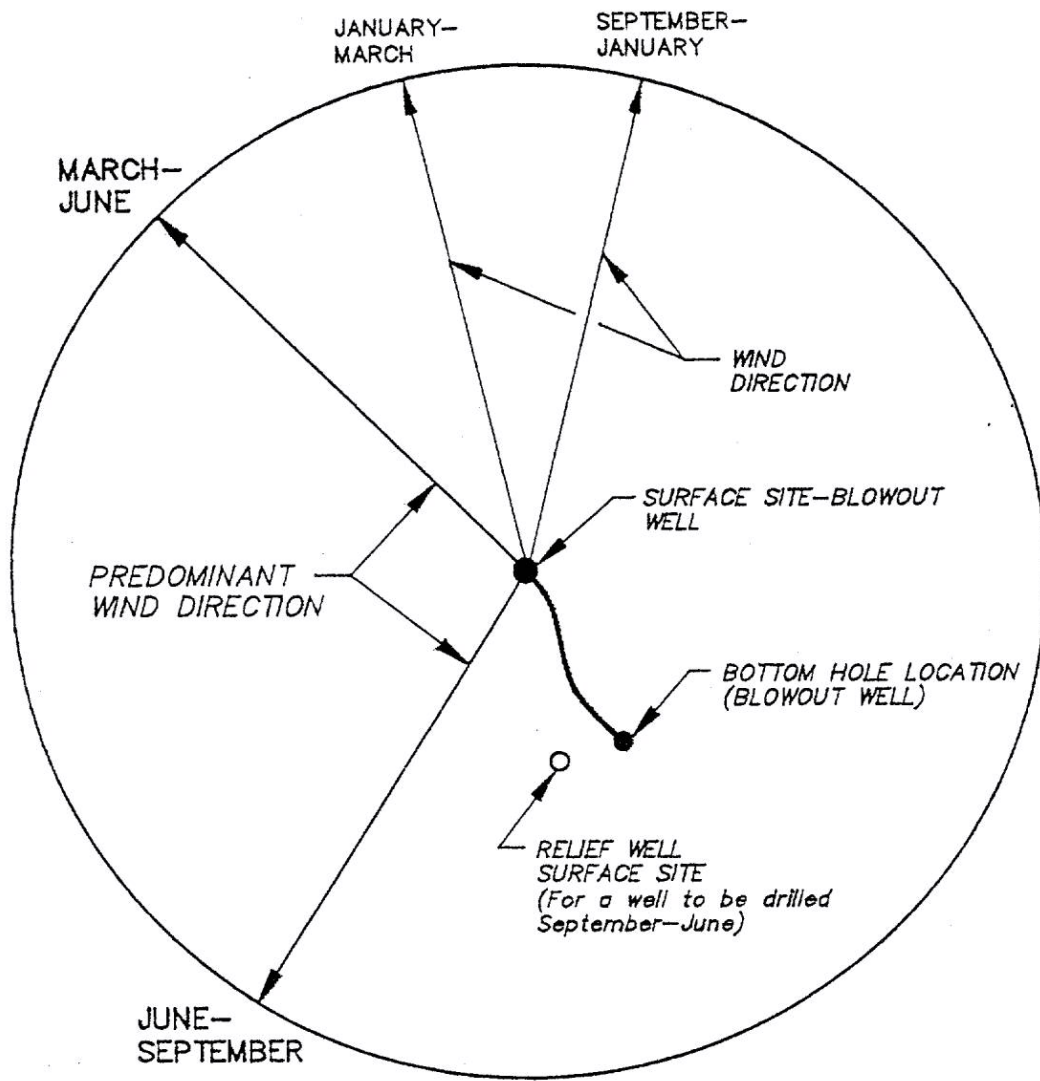 JANUARY-
MARCH
SEPTEMBER-
JANUARY
MARCH-
JUNE
WIND
DIRECTION
SURFACE SITE-BLOWOUT
WELL
PREDOMINANT
WIND DIRECTION
BOTTOM HOLE LOCATION
(BLOWOUT WELL)
RELIEF WELL
SURFACE SITE
(For a well to be drilled
September-June)
JUNE-
SEPTEMBER